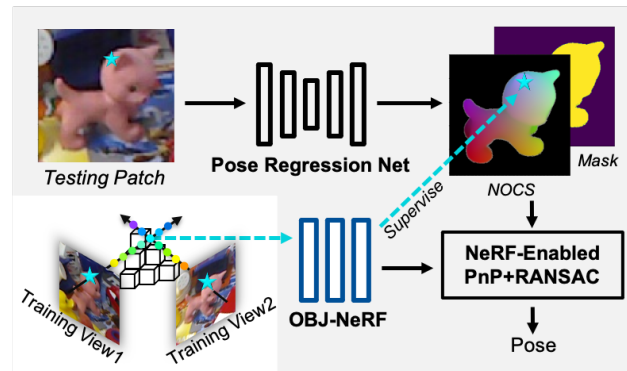 Testing Patch
Pose Regression Net
Mask
NOCS
Supervise
Training View1
Training View2
OBJ-NeRF
NeRF-Enabled
PnP+RANSAC
Pose